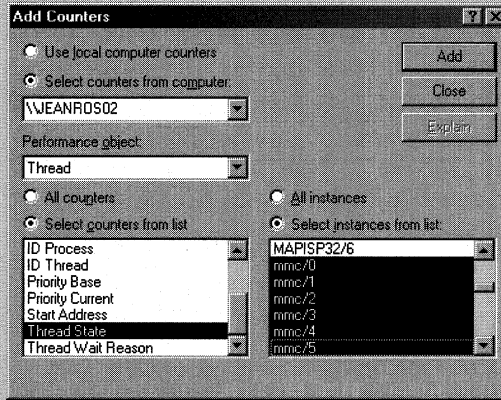 Add Counters
Use local computer counters
Select counters from computer:
\\JEANROS02
Performance object:
Thread
All counters
Select counters from list
ID Process
ID Thread
Priority Base
Priority Current
Start Address
Thread State
Thread Wait Reason
All instances
Select instances from list:
MAPISP32/6
mmc/0
mmc/1
mmc/2
mmc/3
mmc/4
mmc/5
Add
Close
Explain